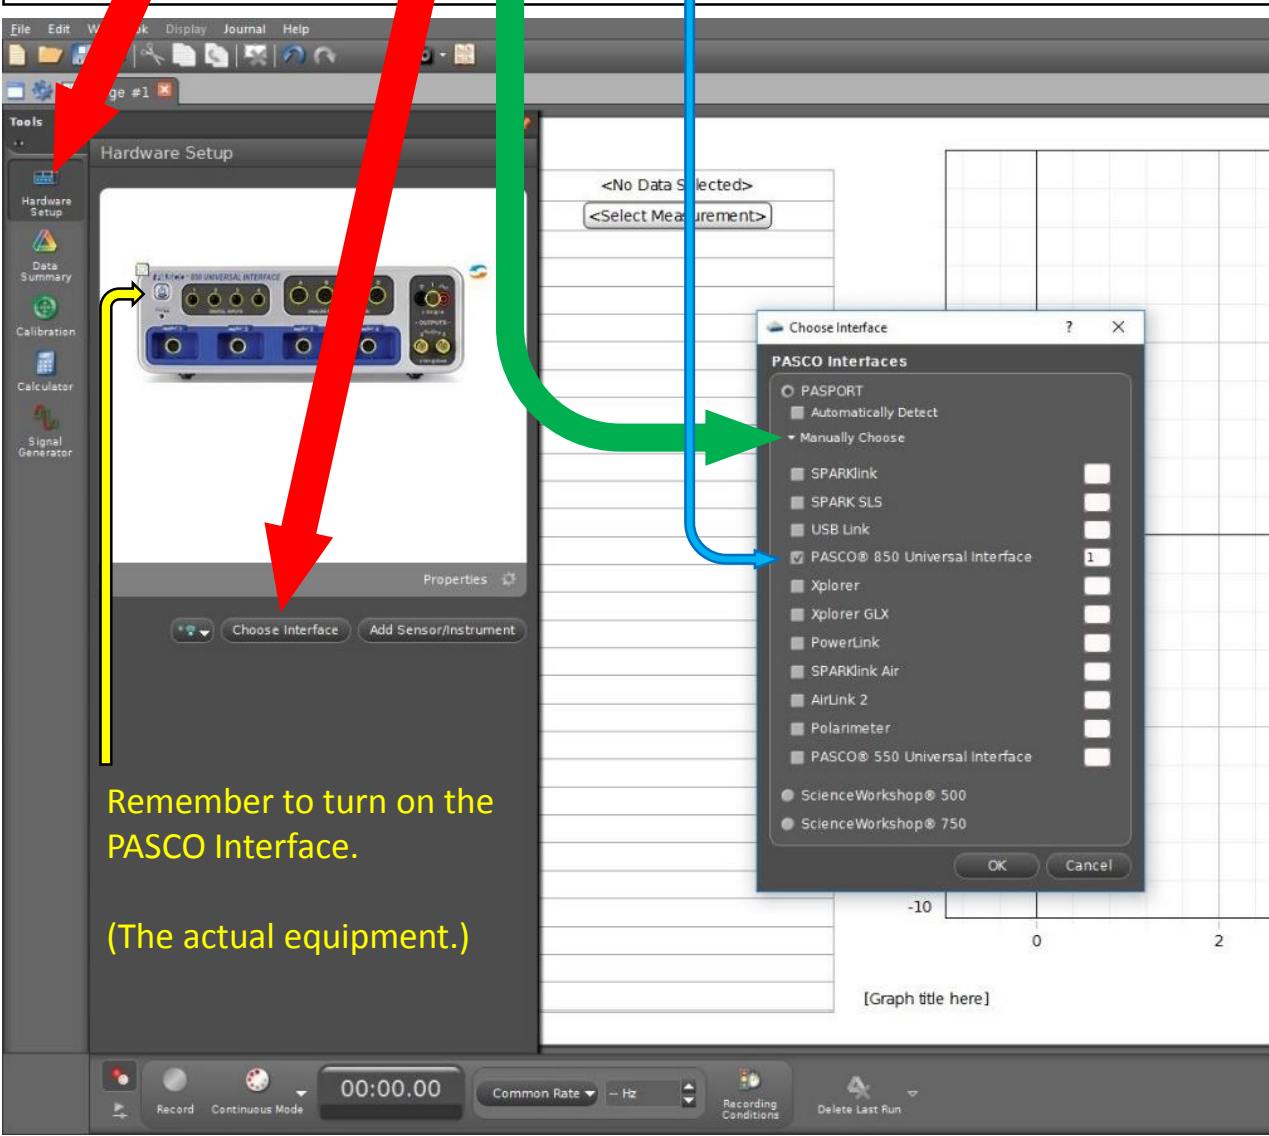 File Edit Display Journal Help
#1
Tools
Hardware Setup
Hardware
Setup
Data
Summary
Calibration
Calculator
Signal
Generator
850 UNIVERSAL INTERFACE
Properties
Choose Interface Add Sensor/Instrument
Remember to turn on the
PASCO Interface.
(The actual equipment.)
<No Data Selected>
<Select Measurement>
Choose Interface ? X
PASCO Interfaces
PASPORT
Automatically Detect
Manually Choose
SPARKlink
SPARK SLS
USB Link
PASCO® 850 Universal Interface 1
Xplorer
Xplorer GLX
PowerLink
SPARKlink Air
AirLink 2
Polarimeter
PASCO® 550 Universal Interface
ScienceWorkshop® 500
ScienceWorkshop® 750
OK Cancel
-10
0 2
[Graph title here]
Record Continuous Mode 00:00.00 Common Rate -- Hz Recording
Conditions Delete Last Run